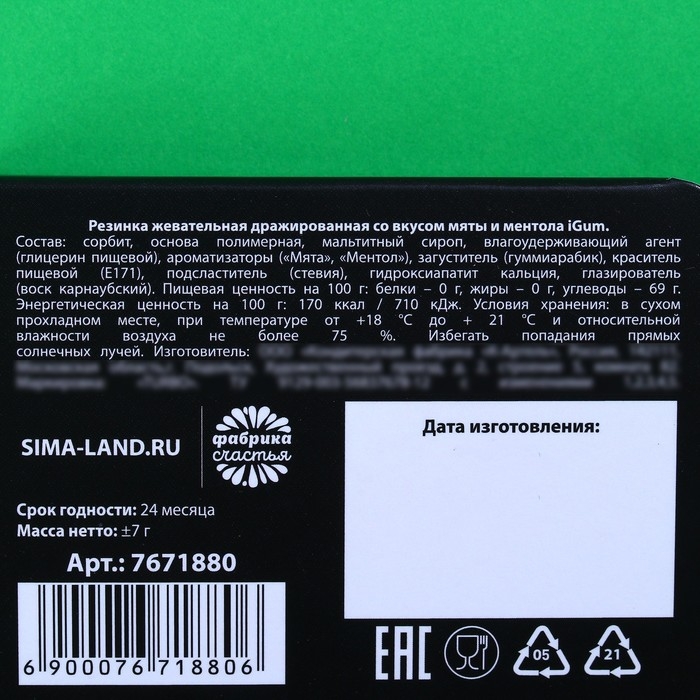 Резинка жевательная дражированная со вкусом мяты и ментола iGum.
Состав: сорбит, основа полимерная, мальтитный сироп, влагоудерживающий агент
(глицерин пищевой), ароматизаторы («Мята», «Ментол»), загуститель (гуммиарабик), краситель
пищевой (Е171), подсластитель (стевия), гидроксиапатит кальция, глазирователь
(воск карнаубский). Пищевая ценность на 100 г: белки – 0 г, жиры – 0 г, углеводы – 69 г.
Энергетическая ценность на 100 г: 170 ккал / 710 кДж. Условия хранения: в сухом
прохладном месте, при температуре от +18 °С до + 21 °С и относительной
влажности воздуха не более 75 %. Избегать попадания прямых
солнечных лучей. Изготовитель:
SIMA-LAND.RU
фабрика
счастья
Дата изготовления:
Срок годности: 24 месяца
Масса нетто: ±7 г
Арт.: 7671880
6 900076 718806
EAC
05
21